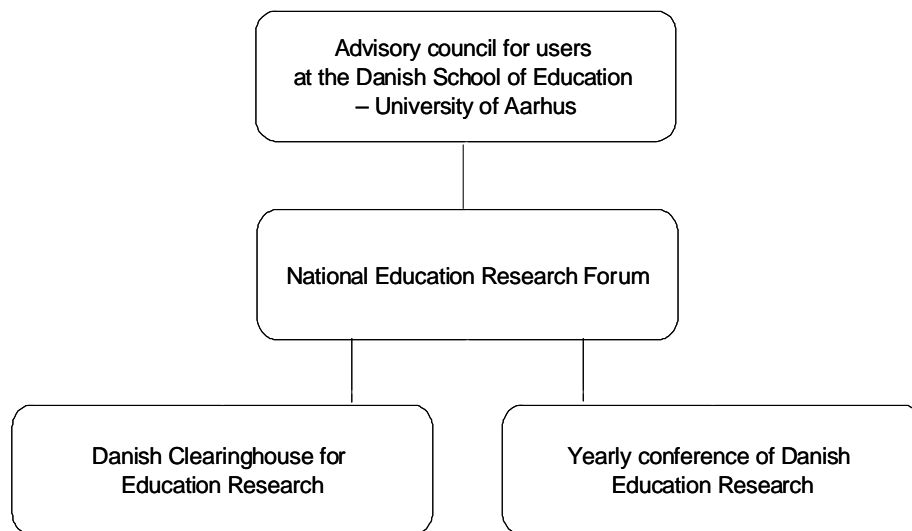 Advisory council for users
at the Danish School of Education
– University of Aarhus
National Education Research Forum
Danish Clearinghouse for
Education Research
Yearly conference of Danish
Education Research